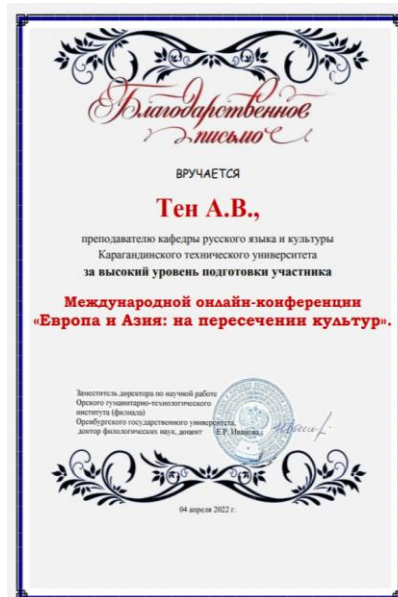 Благодарственное
письмо
ВРУЧАЕТСЯ
Тен А.В.,
преподавателю кафедры русского языка и культуры
Карагандинского технического университета
за высокий уровень подготовки участника
Международной онлайн-конференции
«Европа и Азия: на пересечении культур».
Заместитель директора по научной работе
Орского гуманитарно-технологического
института (филиала)
Оренбургского государственного университета,
доктор филологических наук, доцент Е.Р. Иванова
04 апреля 2022 г.